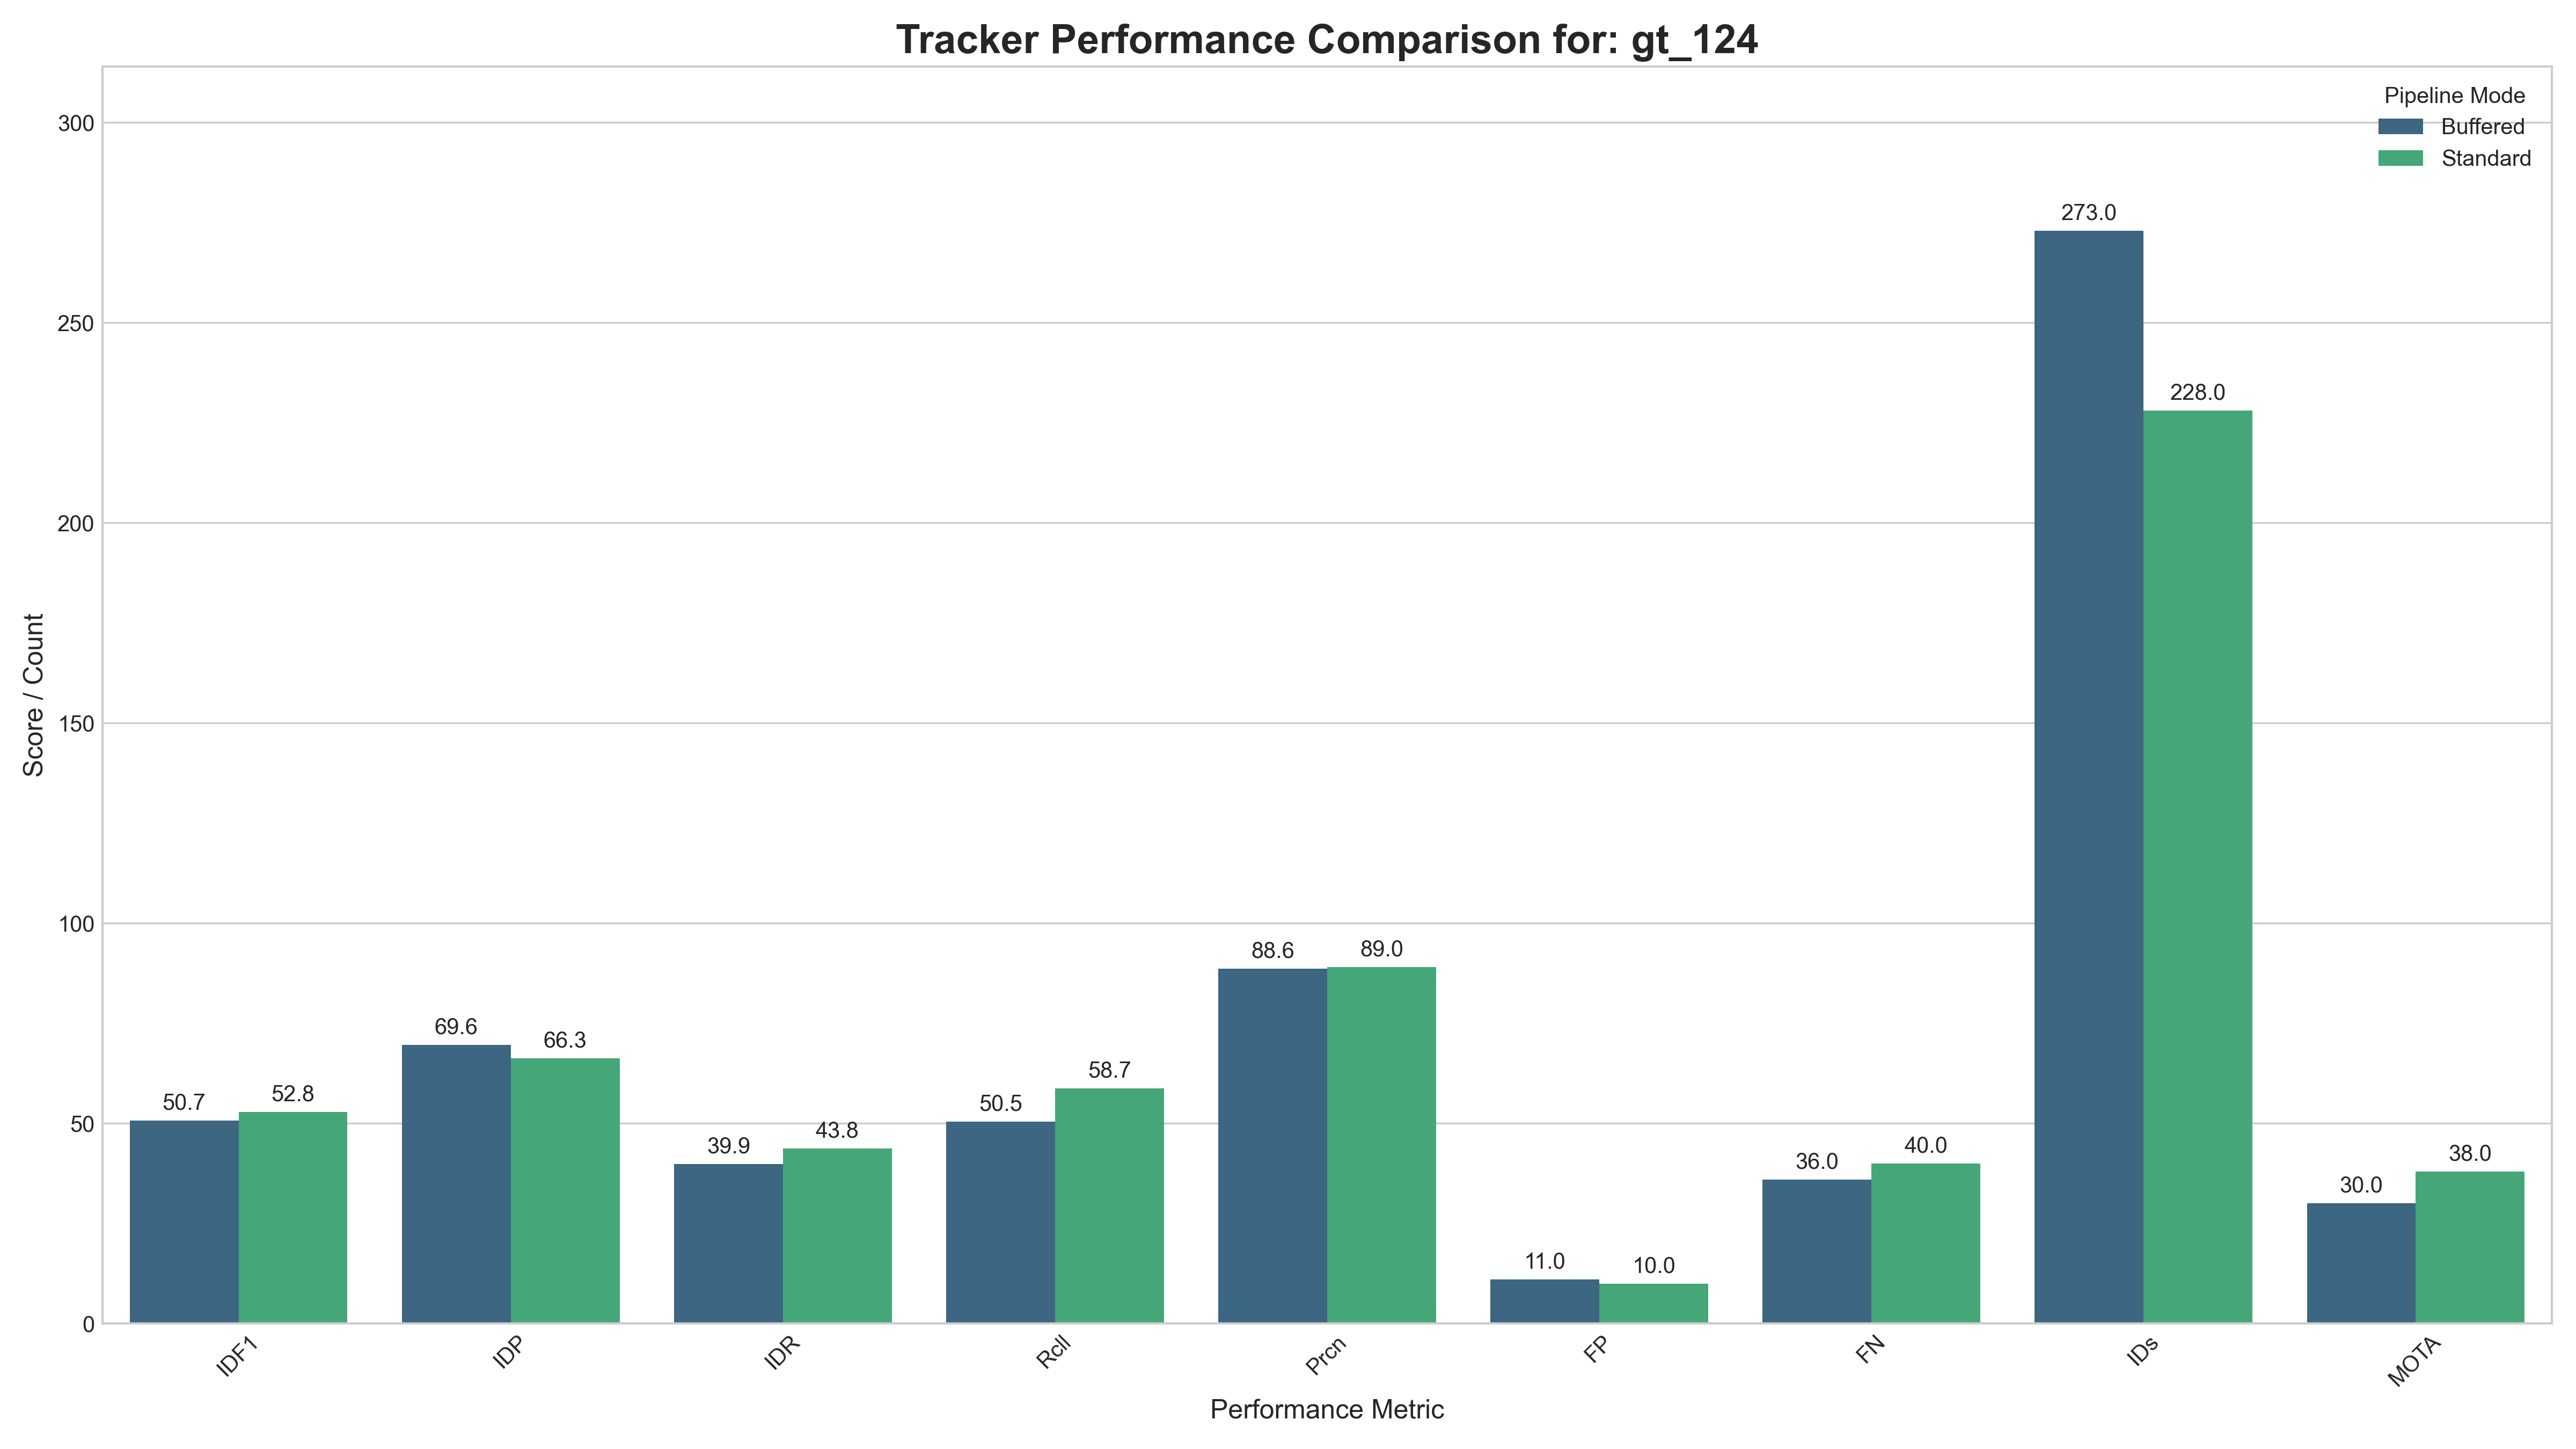 Tracker Performance Comparison for: gt_124
Pipeline Mode
Buffered
Standard
Score / Count
300
250
200
150
100
50
0
50.7
52.8
69.6
66.3
39.9
43.8
50.5
58.7
88.6
89.0
11.0
10.0
36.0
40.0
273.0
228.0
30.0
38.0
IDF1
IDP
IDR
Rcll
Prcn
FP
FN
IDs
MOTA
Performance Metric